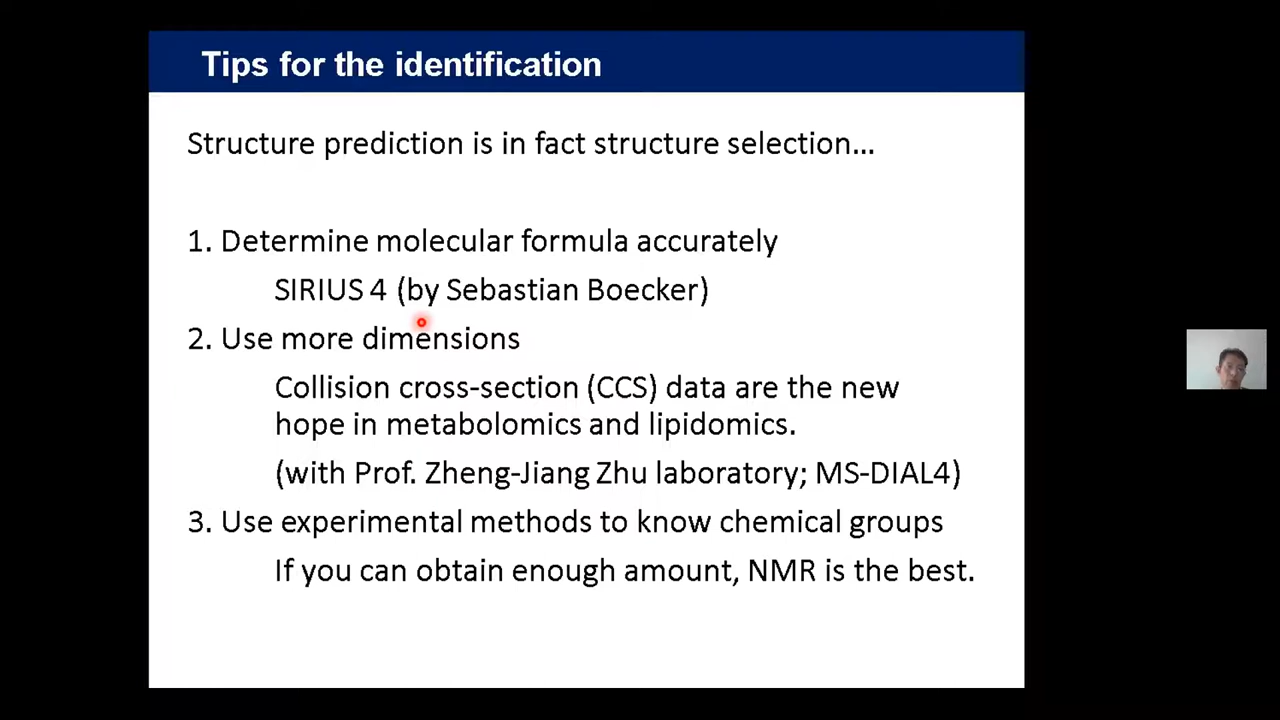 Tips for the identification
Structure prediction is in fact structure selection...
1. Determine molecular formula accurately
SIRIUS 4 (by Sebastian Boecker)
2. Use more dimensions
Collision cross-section (CCS) data are the new
hope in metabolomics and lipidomics.
(with Prof. Zheng-Jiang Zhu laboratory; MS-DIAL4)
3. Use experimental methods to know chemical groups
If you can obtain enough amount, NMR is the best.